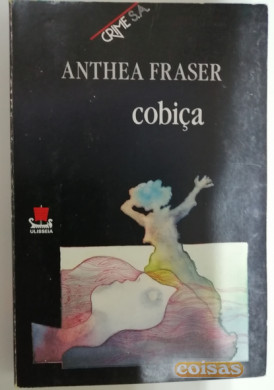 CRIME S.A.
ANTHEA FRASER
cobiça
ULISSEIA
coisas